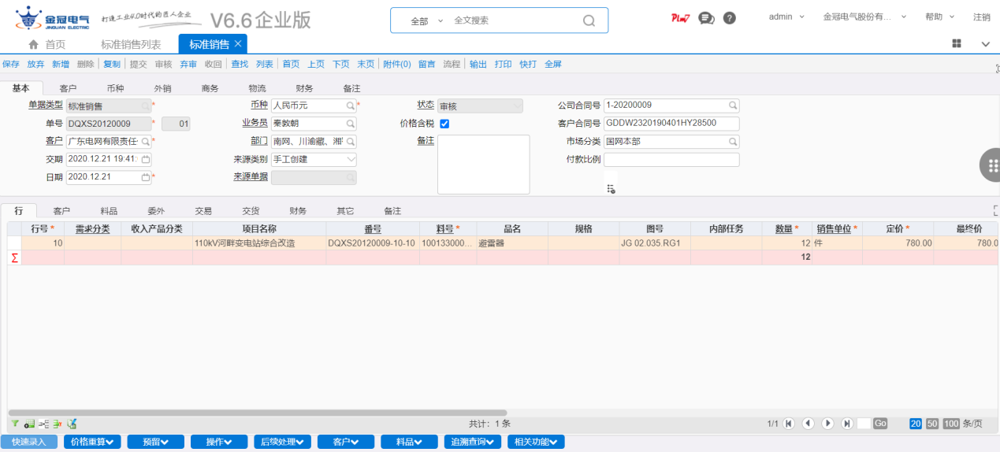 金冠电气
JINGUAN ELECTRIC
打造工业4.0时代的匠人企业
V6.6企业版
全部 全文搜索
admin 金冠电气股份有... 帮助 注销
首页 标准销售列表 标准销售 ×
保存 放弃 新增 删除 复制 提交 审核 弃审 收回 查找 列表 首页 上页 下页 末页 附件(0) 留言 流程 输出 打印 快打 全屏
基本 客户 币种 外销 商务 物流 财务 备注
单据类型 标准销售 * 币种 人民币元 * 状态 审核 公司合同号 1-20200009
单号 DQXS20120009 * 01 业务员 秦敦朝 价格含税 客户合同号 GDDW2320190401HY28500
客户 广东电网有限责任 * 部门 南网、川渝藏、湘 备注 市场分类 国网本部
交期 2020.12.21 19:41: 来源类别 手工创建 付款比例
日期 2020.12.21 * 来源单据
行 客户 料品 委外 交易 交货 财务 其它 备注
行号 * 需求分类 收入产品分类 项目名称 番号 料号 * 品名 规格 图号 内部任务 数量 * 销售单位 * 定价 * 最终价
10 110kV河畔变电站综合改造 DQXS20120009-10-10 100133000... 避雷器 JG 02.035.RG1 12 件 780.00 780.0
Σ 12
共计：1 条 1/1 Go 20 50 100 条/页
快速录入 价格重算 预留 操作 后续处理 客户 料品 追溯查询 相关功能